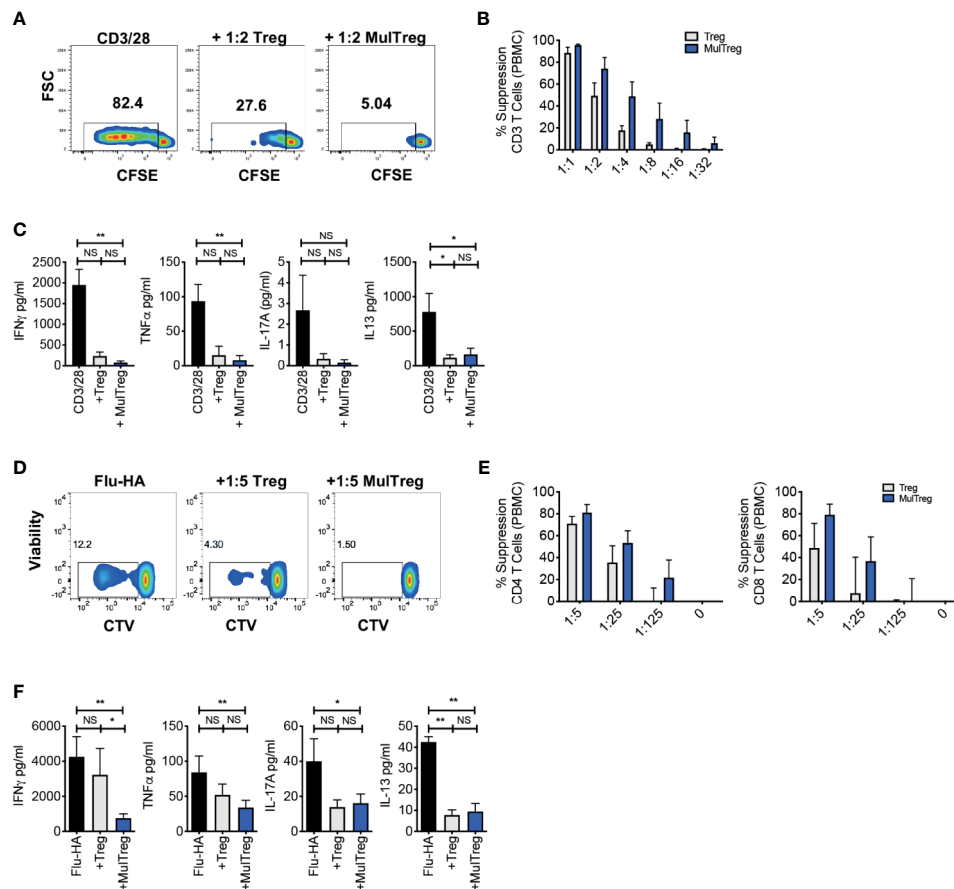 A
CD3/28
+ 1:2 Treg
+ 1:2 MulTreg
FSC
82.4
27.6
5.04
CFSE
CFSE
CFSE
B
% Suppression
CD3 T Cells (PBMC)
100
80
60
40
20
0
Treg
MulTreg
1:1
1:2
1:4
1:8
1:16
1:32
C
**
NS
NS
IFNγ pg/ml
2500
2000
1500
1000
500
0
CD3/28
+Treg
+ MulTreg
**
NS
NS
TNFα pg/ml
150
100
50
0
CD3/28
+ Treg
+ MulTreg
NS
NS
NS
IL-17A (pg/ml)
5
4
3
2
1
0
CD3/28
+ Treg
+ MulTreg
*
*
NS
IL13 pg/ml
1500
1000
500
0
CD3/28
+ Treg
+ MulTreg
D
Flu-HA
+1:5 Treg
+1:5 MulTreg
Viability
12.2
4.30
1.50
CTV
CTV
CTV
E
% Suppression
CD4 T Cells (PBMC)
100
80
60
40
20
0
1:5
1:25
1:125
0
% Suppression
CD8 T Cells (PBMC)
100
80
60
40
20
0
Treg
MulTreg
1:5
1:25
1:125
0
F
**
NS
*
IFNγ pg/ml
6000
4000
2000
0
Flu-HA
+Treg
+MulTreg
**
NS
NS
TNFα pg/ml
150
100
50
0
Flu-HA
+Treg
+MulTreg
*
NS
NS
IL-17A pg/ml
60
40
20
0
Flu-HA
+Treg
+MulTreg
**
**
NS
IL-13 pg/ml
50
40
30
20
10
0
Flu-HA
+Treg
+MulTreg